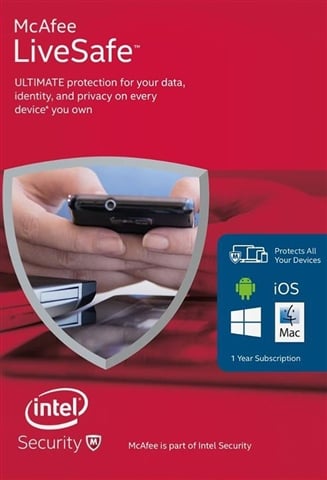 McAfee
LiveSafe™
ULTIMATE protection for your data,
identity, and privacy on every
device* you own
Protects All
Your Devices
iOS
Mac
1 Year Subscription
intel
Security
McAfee is part of Intel Security